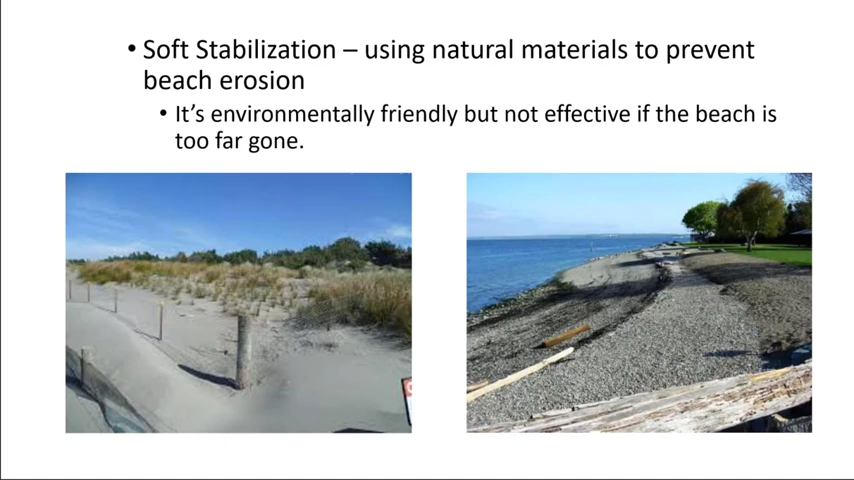 • Soft Stabilization – using natural materials to prevent
beach erosion
• It’s environmentally friendly but not effective if the beach is
too far gone.